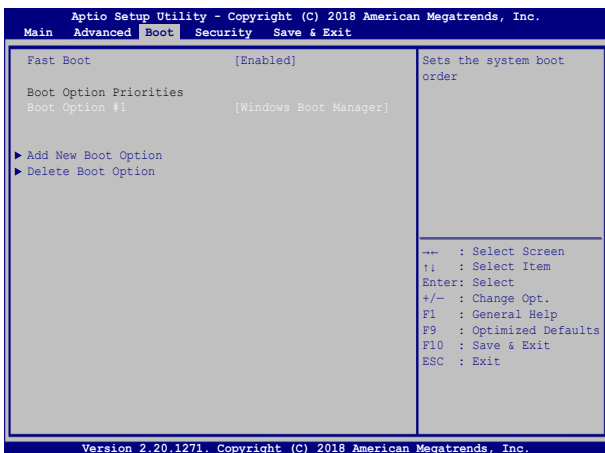 Aptio Setup Utility - Copyright (C) 2018 American Megatrends, Inc.
Main Advanced Boot Security Save & Exit
Fast Boot [Enabled]
Boot Option Priorities
Boot Option #1 [Windows Boot Manager]
▶ Add New Boot Option
▶ Delete Boot Option
Sets the system boot
order
→← : Select Screen
↑↓ : Select Item
Enter: Select
+/— : Change Opt.
F1 : General Help
F9 : Optimized Defaults
F10 : Save & Exit
ESC : Exit
Version 2.20.1271. Copyright (C) 2018 American Megatrends, Inc.